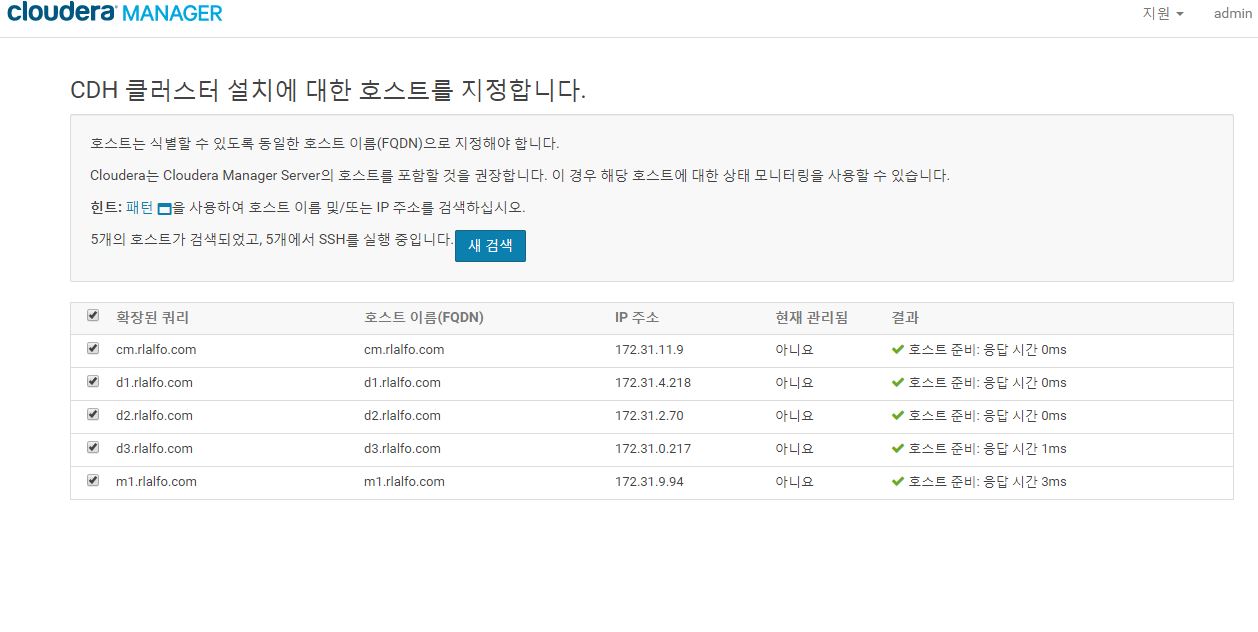 cloudera MANAGER 지원 admin
CDH 클러스터 설치에 대한 호스트를 지정합니다.
호스트는 식별할 수 있도록 동일한 호스트 이름(FQDN)으로 지정해야 합니다.
Cloudera는 Cloudera Manager Server의 호스트를 포함할 것을 권장합니다. 이 경우 해당 호스트에 대한 상태 모니터링을 사용할 수 있습니다.
힌트: 패턴 을 사용하여 호스트 이름 및/또는 IP 주소를 검색하십시오.
5개의 호스트가 검색되었고, 5개에서 SSH를 실행 중입니다. 새 검색
확장된 쿼리 호스트 이름(FQDN) IP 주소 현재 관리됨 결과
cm.rlalfo.com cm.rlalfo.com 172.31.11.9 아니요 호스트 준비: 응답 시간 0ms
d1.rlalfo.com d1.rlalfo.com 172.31.4.218 아니요 호스트 준비: 응답 시간 0ms
d2.rlalfo.com d2.rlalfo.com 172.31.2.70 아니요 호스트 준비: 응답 시간 0ms
d3.rlalfo.com d3.rlalfo.com 172.31.0.217 아니요 호스트 준비: 응답 시간 1ms
m1.rlalfo.com m1.rlalfo.com 172.31.9.94 아니요 호스트 준비: 응답 시간 3ms